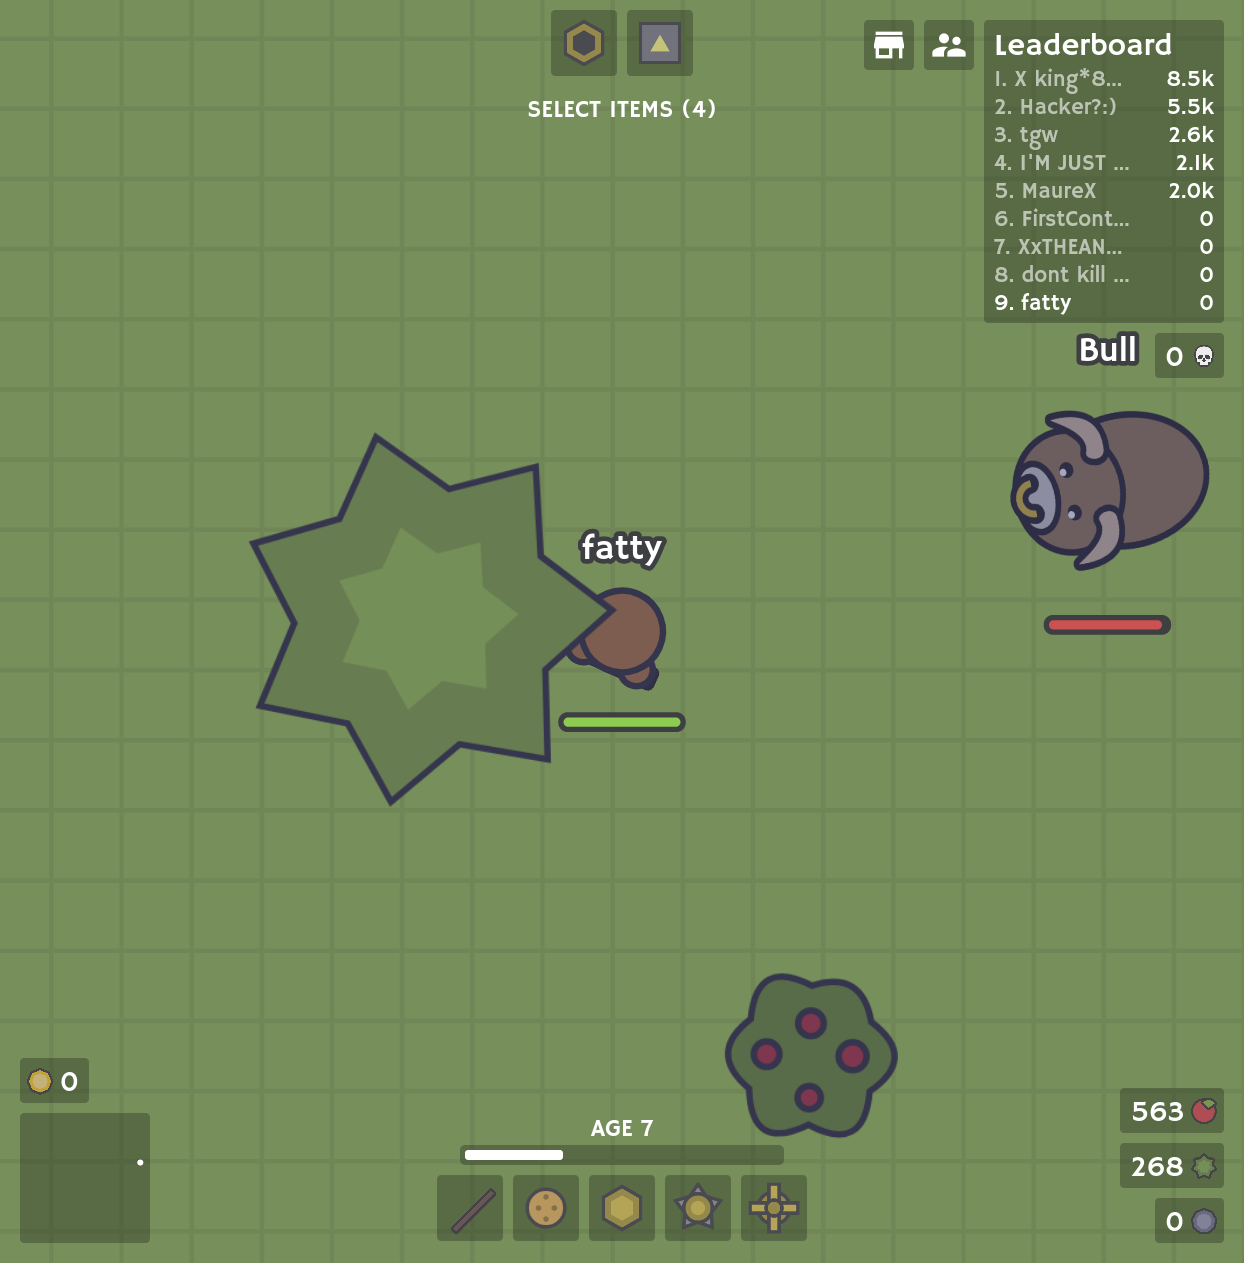 SELECT ITEMS (4)
Leaderboard
1. X king*8... 8.5k
2. Hacker?:) 5.5k
3. tgw 2.6k
4. I'M JUST ... 2.1k
5. MaureX 2.0k
6. FirstCont... 0
7. XxTHEAN... 0
8. dont kill ... 0
9. fatty 0
Bull
0
fatty
0
AGE 7
563
268
0